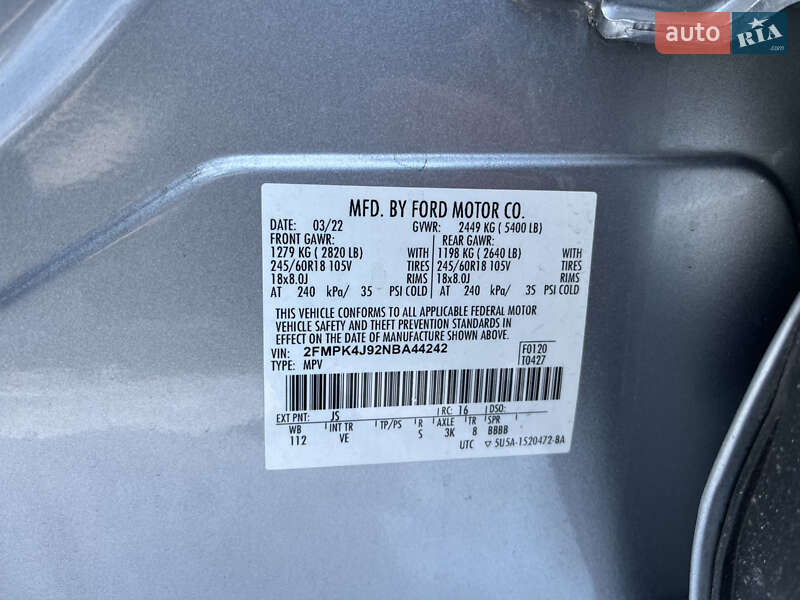 auto RIA.com
MFD. BY FORD MOTOR CO.
DATE: 03/22 GVWR: 2449 KG ( 5400 LB)
FRONT GAWR: REAR GAWR:
1279 KG ( 2820 LB) WITH 1198 KG ( 2640 LB) WITH
245/60R18 105V TIRES 245/60R18 105V TIRES
18x8.0J RIMS 18x8.0J RIMS
AT 240 kPa/ 35 PSI COLD AT 240 kPa/ 35 PSI COLD
THIS VEHICLE CONFORMS TO ALL APPLICABLE FEDERAL MOTOR
VEHICLE SAFETY AND THEFT PREVENTION STANDARDS IN
EFFECT ON THE DATE OF MANUFACTURE SHOWN ABOVE.
VIN: 2FMPK4J92NBA44242 F0120
TYPE: MPV T0427
EXT PNT: JS RC: 16 DSO:
WB INT TR TP/PS R AXLE TR SPR
112 VE S 3K 8 BBBB
UTC ▽ 5U5A-1520472-BA